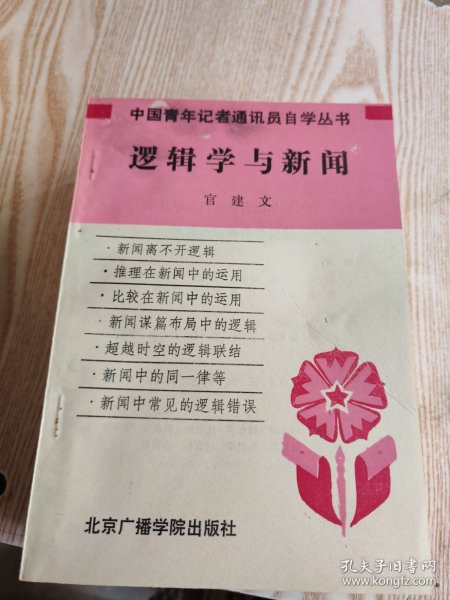 中国青年记者通讯员自学丛书
逻辑学与新闻
官建文
·新闻离不开逻辑
·推理在新闻中的运用
·比较在新闻中的运用
·新闻谋篇布局中的逻辑
·超越时空的逻辑联结
·新闻中的同一律等
·新闻中常见的逻辑错误
北京广播学院出版社
孔夫子旧书网
www.kongfz.com